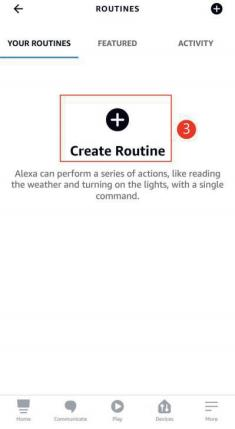 ROUTINES
YOUR ROUTINES FEATURED ACTIVITY
3
Create Routine
Alexa can perform a series of actions, like reading
the weather and turning on the lights, with a single
command.
Home Communicate Play Devices More